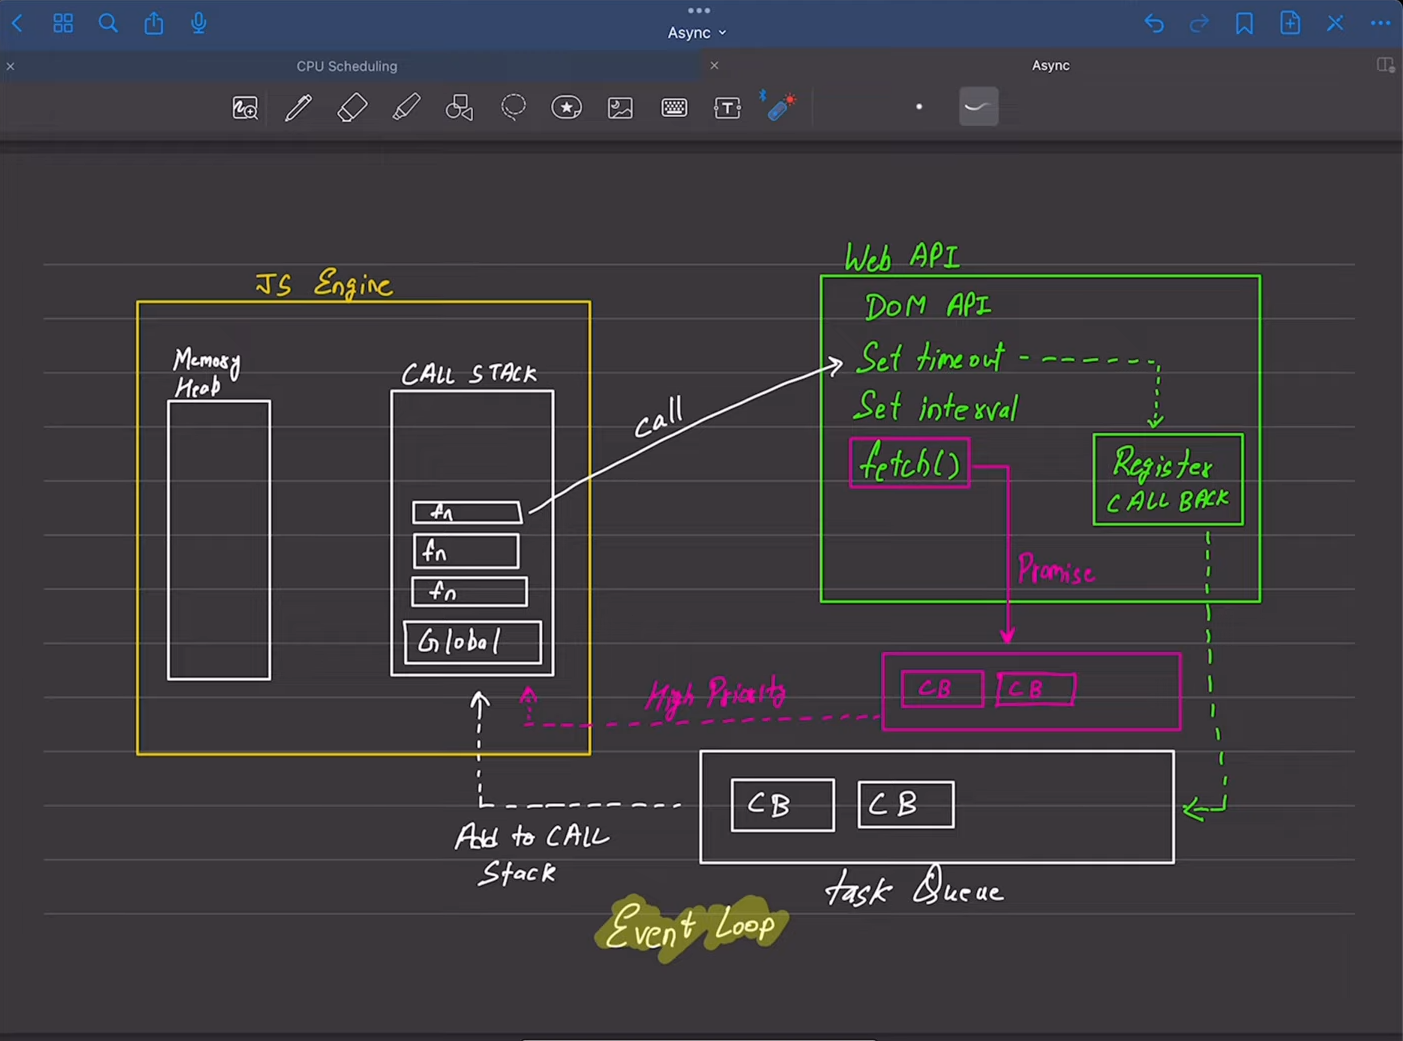 Async
CPU Scheduling
Async
T
JS Engine
Memory
Heap
CALL STACK
fn
fn
fn
Global
call
Web API
DOM API
Set timeout
Set interval
fetch()
Register
CALL BACK
Promise
High Priority
CB CB
CB CB
Add to CALL
Stack
task Queue
Event Loop